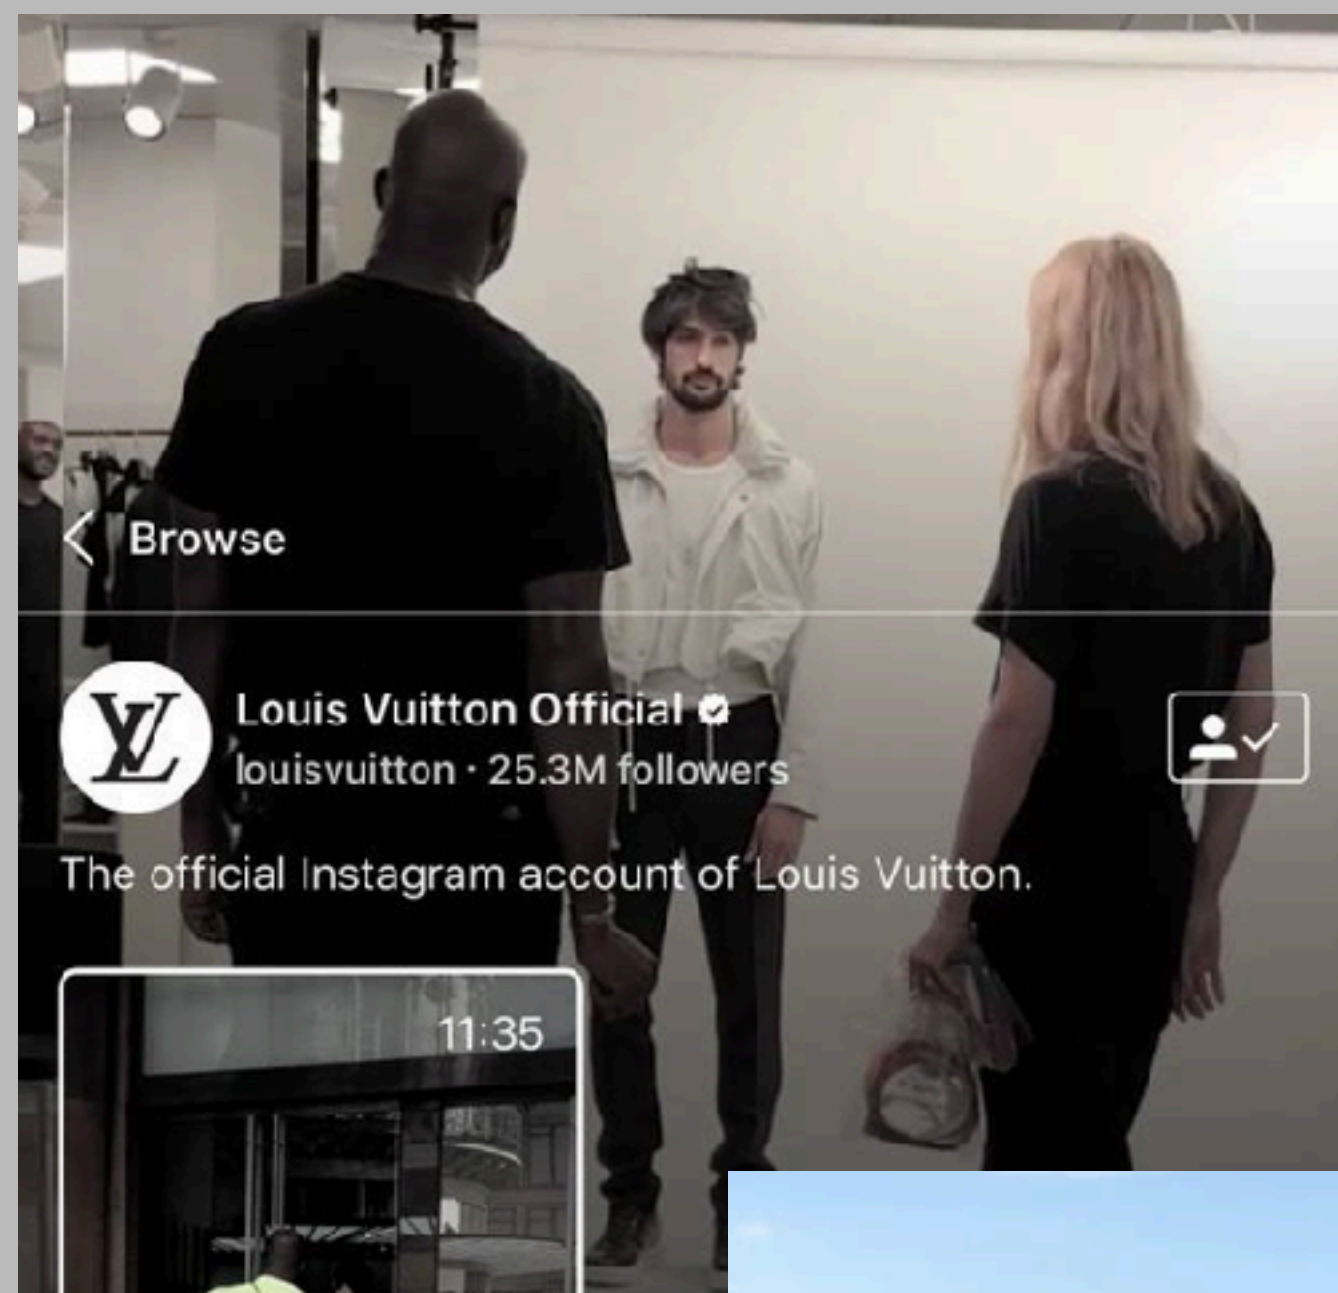 Browse
Louis Vuitton Official
louisvuitton · 25.3M followers
The official Instagram account of Louis Vuitton.
11:35